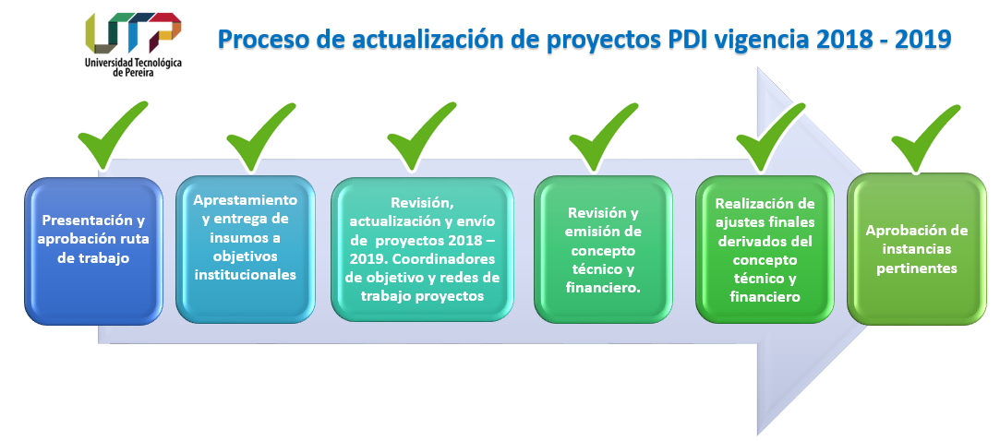 UTP
Universidad Tecnológica
de Pereira
Proceso de actualización de proyectos PDI vigencia 2018 - 2019
Presentación y
aprobación ruta
de trabajo
Aprestamiento
y entrega de
insumos a
objetivos
institucionales
Revisión,
actualización y envío
de proyectos 2018 –
2019. Coordinadores
de objetivo y redes de
trabajo proyectos
Revisión y
emisión de
concepto
técnico y
financiero.
Realización de
ajustes finales
derivados del
concepto
técnico y
financiero
Aprobación de
instancias
pertinentes